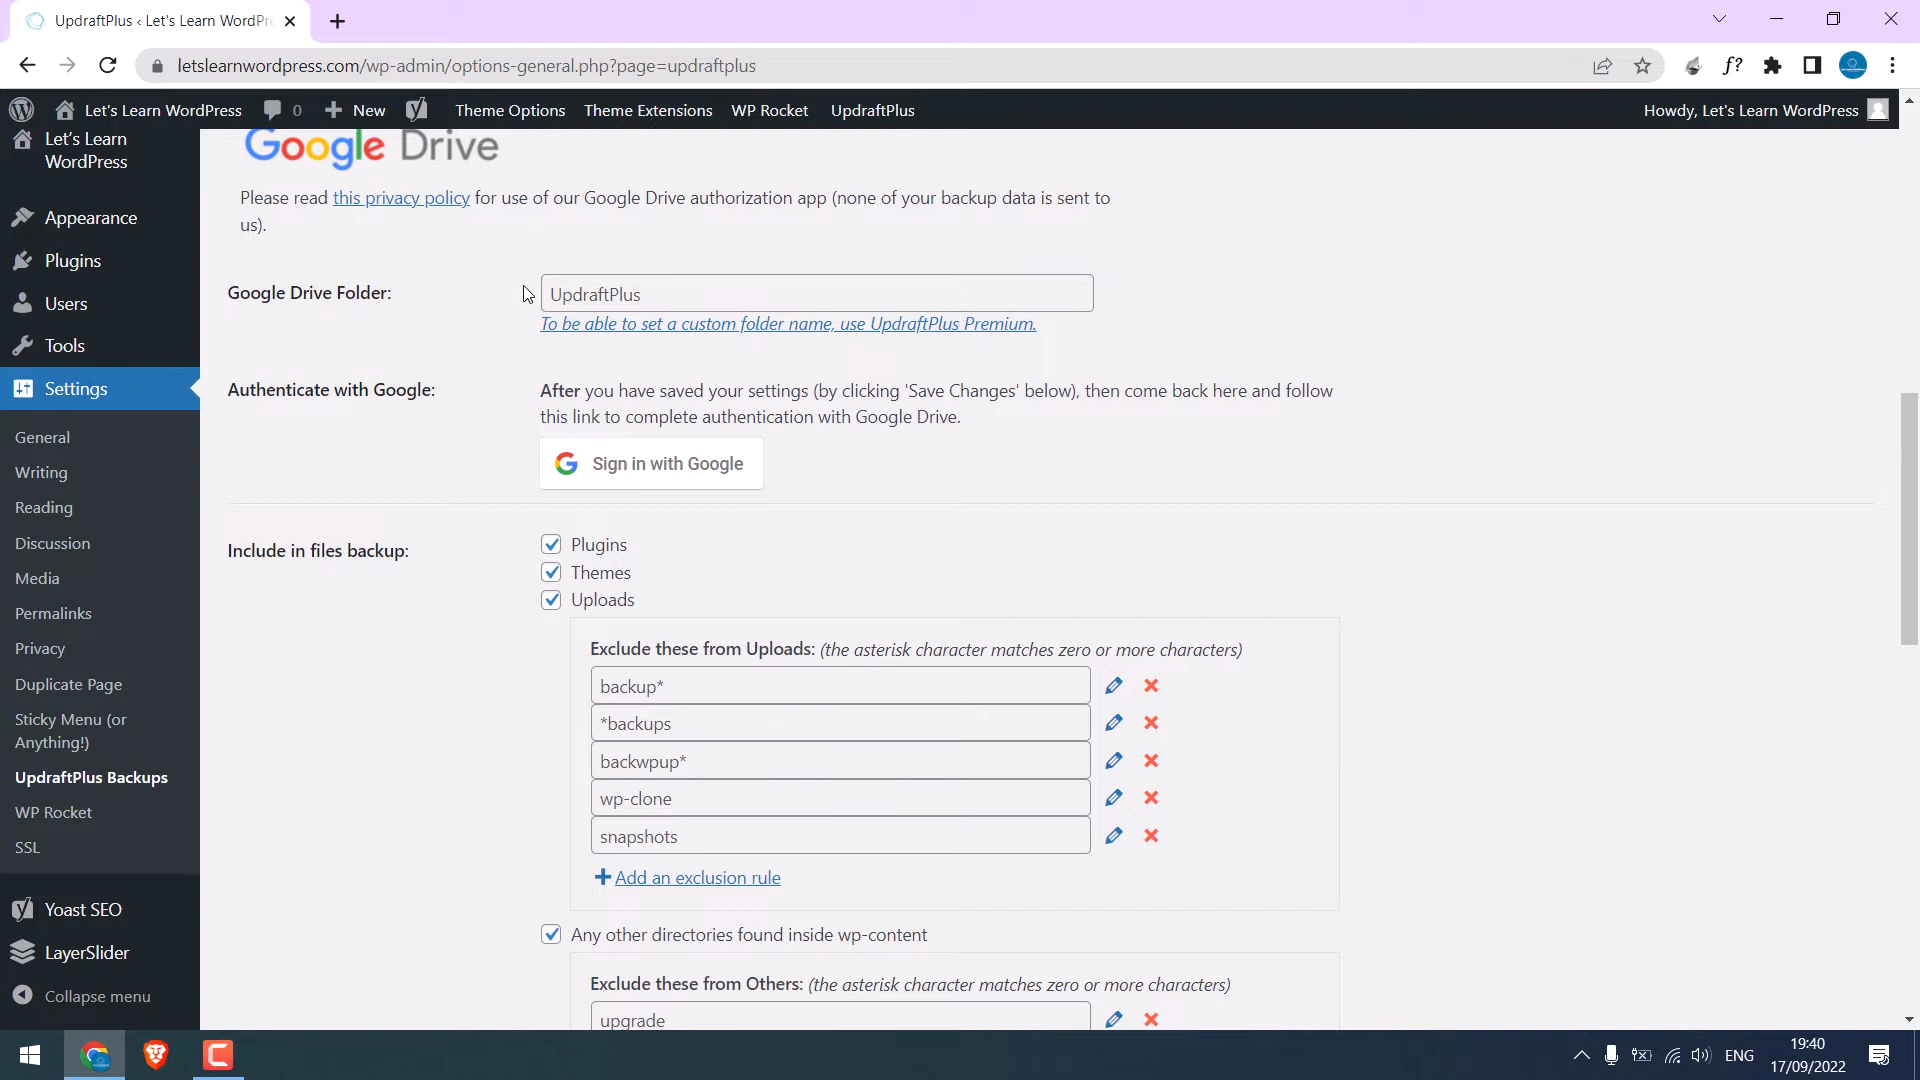 UpdraftPlus ‹ Let's Learn WordPre
letslearnwordpress.com/wp-admin/options-general.php?page=updraftplus
f?
Let's Learn WordPress 0 New Theme Options Theme Extensions WP Rocket UpdraftPlus Howdy, Let's Learn WordPress
Let's Learn
WordPress
Appearance
Plugins
Users
Tools
Settings
General
Writing
Reading
Discussion
Media
Permalinks
Privacy
Duplicate Page
Sticky Menu (or
Anything!)
UpdraftPlus Backups
WP Rocket
SSL
Yoast SEO
LayerSlider
Collapse menu
Google Drive
Please read this privacy policy for use of our Google Drive authorization app (none of your backup data is sent to
us).
Google Drive Folder:
UpdraftPlus
To be able to set a custom folder name, use UpdraftPlus Premium.
Authenticate with Google:
After you have saved your settings (by clicking 'Save Changes' below), then come back here and follow
this link to complete authentication with Google Drive.
Sign in with Google
Include in files backup:
Plugins
Themes
Uploads
Exclude these from Uploads: (the asterisk character matches zero or more characters)
backup*
*backups
backwpup*
wp-clone
snapshots
Add an exclusion rule
Any other directories found inside wp-content
Exclude these from Others: (the asterisk character matches zero or more characters)
upgrade
ENG
19:40
17/09/2022